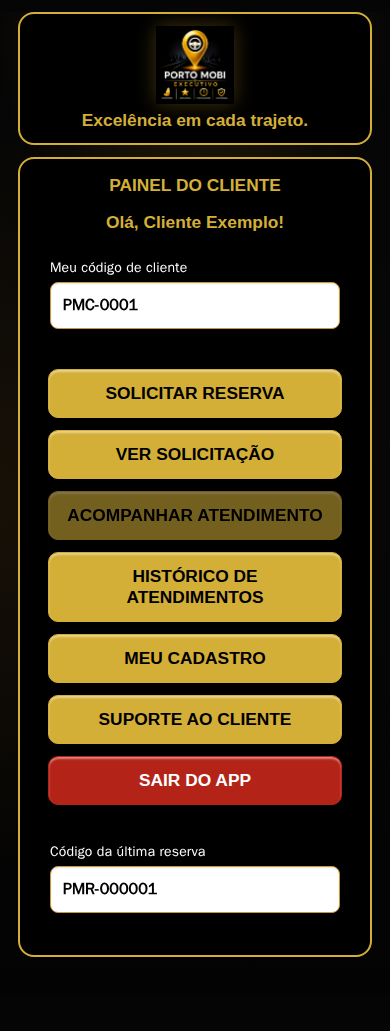 PORTO MOBI
EXECUTIVO
Excelência em cada trajeto.
PAINEL DO CLIENTE
Olá, Cliente Exemplo!
Meu código de cliente
PMC-0001
SOLICITAR RESERVA
VER SOLICITAÇÃO
ACOMPANHAR ATENDIMENTO
HISTÓRICO DE
ATENDIMENTOS
MEU CADASTRO
SUPORTE AO CLIENTE
SAIR DO APP
Código da última reserva
PMR-000001